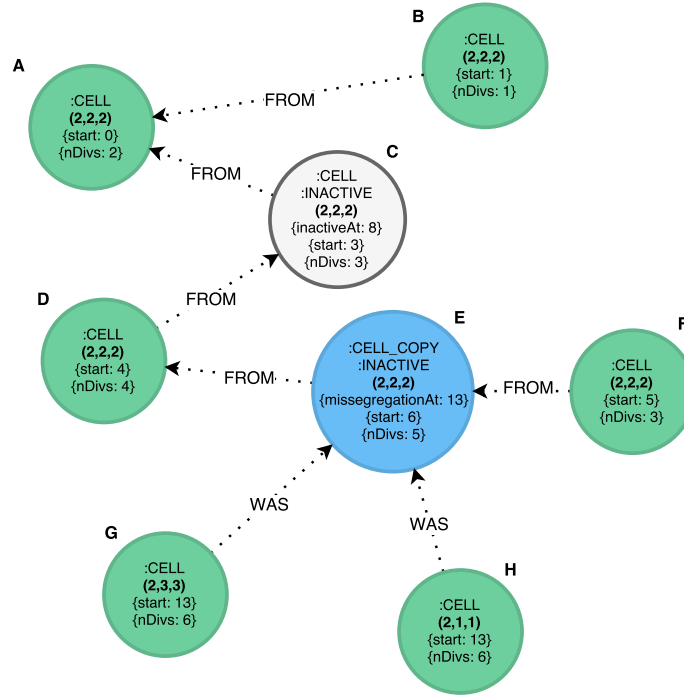 B
:CELL
(2,2,2)
{start: 1}
{nDivs: 1}
A
:CELL
(2,2,2)
{start: 0}
{nDivs: 2}
FROM
FROM
C
:CELL
:INACTIVE
(2,2,2)
{inactiveAt: 8}
{start: 3}
{nDivs: 3}
D
:CELL
(2,2,2)
{start: 4}
{nDivs: 4}
FROM
FROM
E
:CELL_COPY
:INACTIVE
(2,2,2)
{missegregationAt: 13}
{start: 6}
{nDivs: 5}
FROM
F
:CELL
(2,2,2)
{start: 5}
{nDivs: 3}
WAS
WAS
G
:CELL
(2,3,3)
{start: 13}
{nDivs: 6}
H
:CELL
(2,1,1)
{start: 13}
{nDivs: 6}